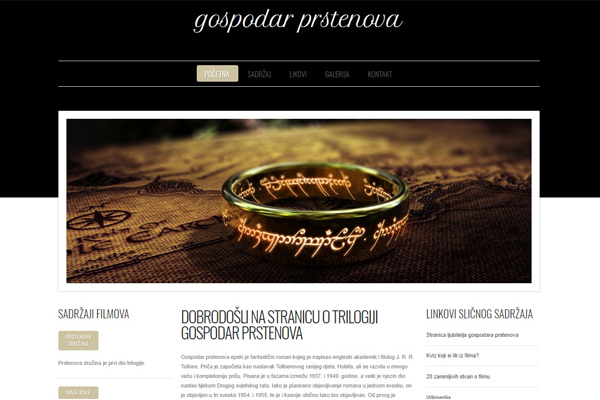 gospodar prstenova
POČETNA SADRŽAJ LIKOVI GALERIJA KONTAKT
SADRŽAJI FILMOVA
PRSTENOVA
DRUŽINA
Prstenova družina je prvi dio trilogije.
DVIJE KULE
DOBRODOŠLI NA STRANICU O TRILOGIJI
GOSPODAR PRSTENOVA
Gospodar prstenova epski je fantastični roman kojeg je napisao engleski akademik i filolog J. R. R.
Tolkien. Priča je započela kao nastavak Tolkienovog ranijeg djela, Hobita, ali se razvila u mnogo
veću i kompleksniju priču. Pisana je u fazama između 1937. i 1949. godine, a velik je njezin dio
nastao tijekom Drugog svjetskog rata. Iako je planirano objavljivanje romana u jednom svesku, on
je objavljen u tri sveska 1954. i 1955. te je i kasnije često tako bio objavljivan. Od prvog je
LINKOVI SLIČNOG SADRŽAJA
Stranica ljubitelja gospodara prstenova
Kviz koji si lik iz filma?
20 zanimljivih stvari o filmu
Wikipedija